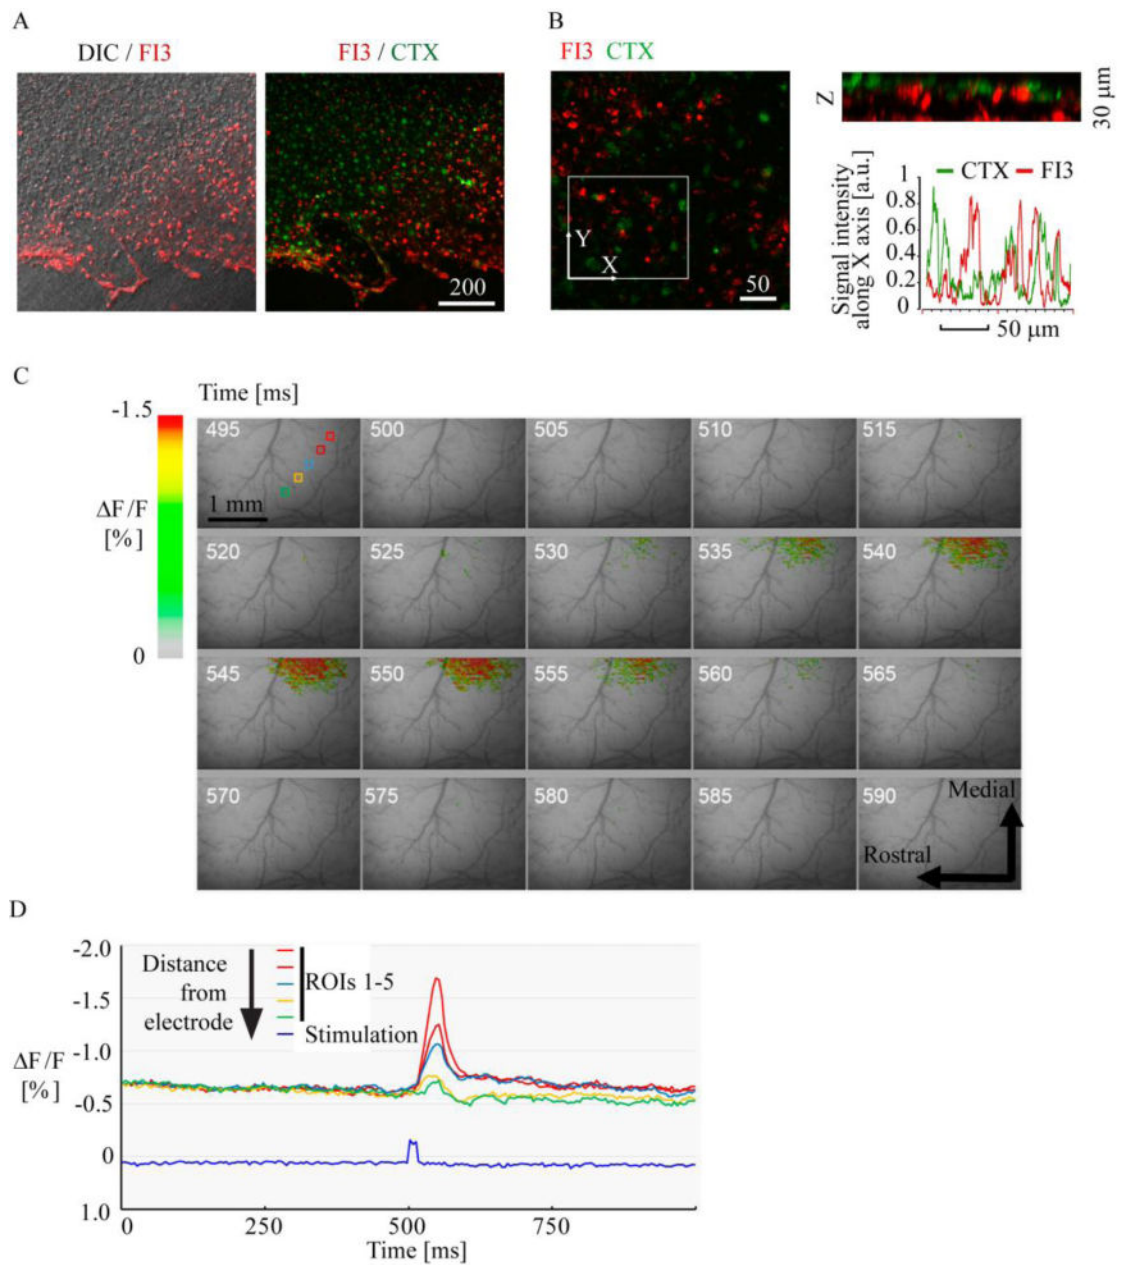 A
DIC / FI3
FI3 / CTX
200
B
FI3 CTX
Y
X
50
Z
30 μm
Signal intensity
along X axis [a.u.]
CTX FI3
1
0.8
0.6
0.4
0.2
0
50 μm
C
Time [ms]
-1.5
ΔF/F
[%]
0
495 500 505 510 515
1 mm
520 525 530 535 540
545 550 555 560 565
570 575 580 585 590
Medial
Rostral
D
-2.0
-1.5
-1.0
-0.5
0
1.0
ΔF/F
[%]
Distance
from
electrode
ROIs 1-5
Stimulation
0 250 500 750
Time [ms]